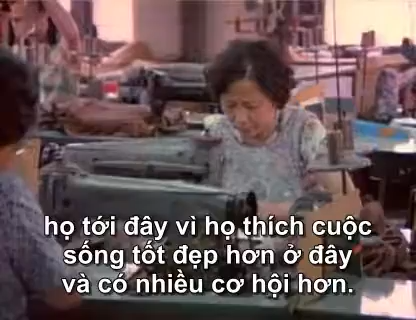 họ tới đây vì họ thích cuộc
sống tốt đẹp hơn ở đây
và có nhiều cơ hội hơn.